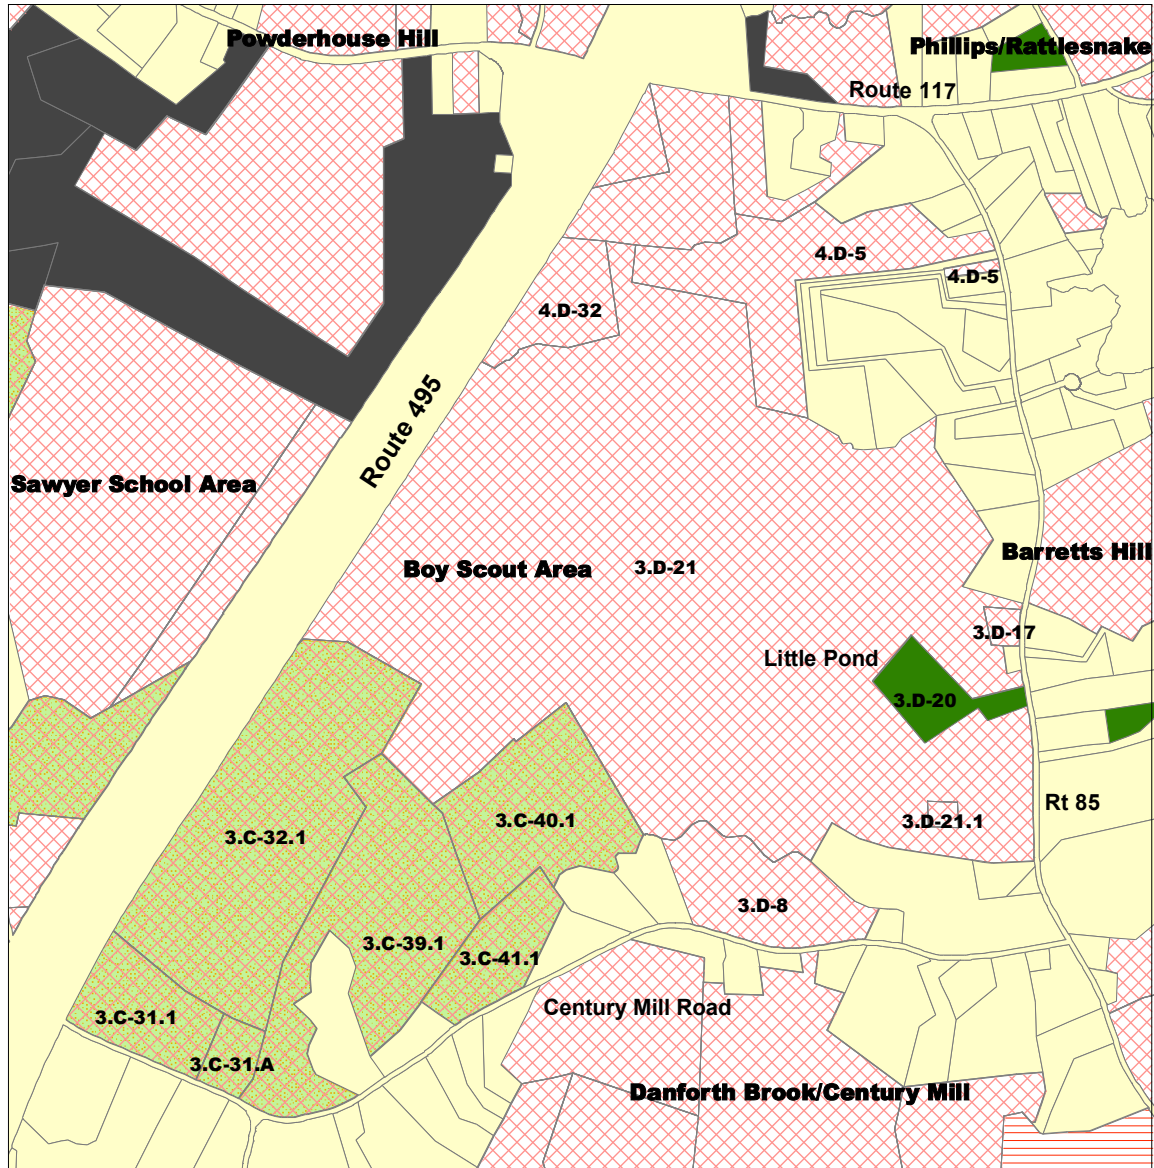 Powderhouse Hill
Phillips/Rattlesnake
Route 117
4.D-5
4.D-5
4.D-32
Route 495
Sawyer School Area
Barretts Hill
Boy Scout Area
3.D-21
3.D-17
Little Pond
3.D-20
Rt 85
3.C-40.1
3.D-21.1
3.C-32.1
3.D-8
3.C-39.1
3.C-41.1
Century Mill Road
3.C-31.1
3.C-31.A
Danforth Brook/Century Mill